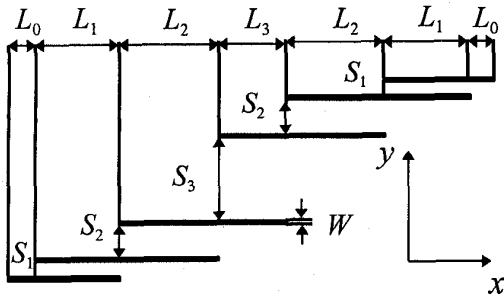 L₀ L₁ L₂ L₃ L₂ L₁ L₀
S₁
S₂
y
S₃
S₂ W
S₁
x